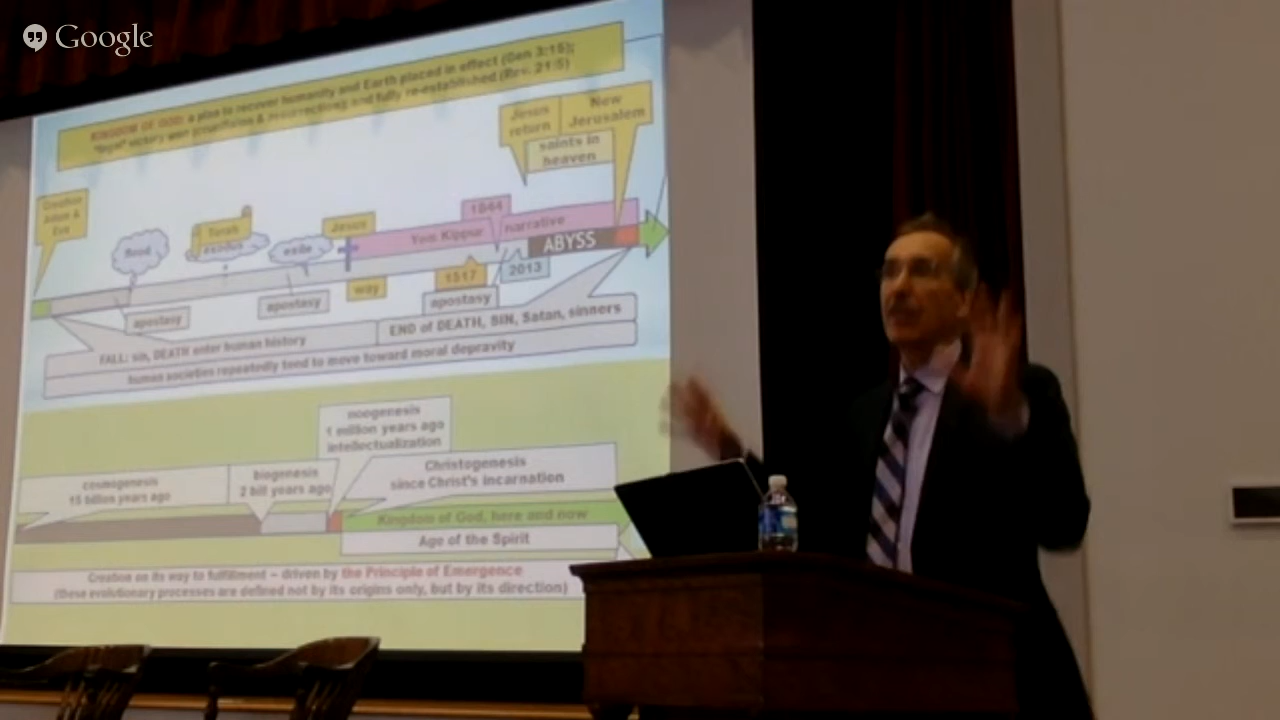 Google
KINGDOM OF GOD: a plan to recover humanity and Earth placed in effect (Gen 3:15);
"legal" victory won (crucifixion & resurrection); and fully re-established (Rev. 21:5)
Jesus
return
New
Jerusalem
saints in
heaven
Creation
Adam &
Eve
flood
Torah
exodus
exile
Jesus
1844
Yom Kippur
narrative
ABYSS
way
1517
2013
apostasy
apostasy
apostasy
FALL: sin, DEATH enter human history
END of DEATH, SIN, Satan, sinners
human societies repeatedly tend to move toward moral depravity
noogenesis
1 million years ago
intellectualization
cosmogenesis
15 billion years ago
biogenesis
2 bill years ago
Christogenesis
since Christ's incarnation
Kingdom of God, here and now
Age of the Spirit
Creation on its way to fulfillment – driven by the Principle of Emergence
(these evolutionary processes are defined not by its origins only, but by its direction)